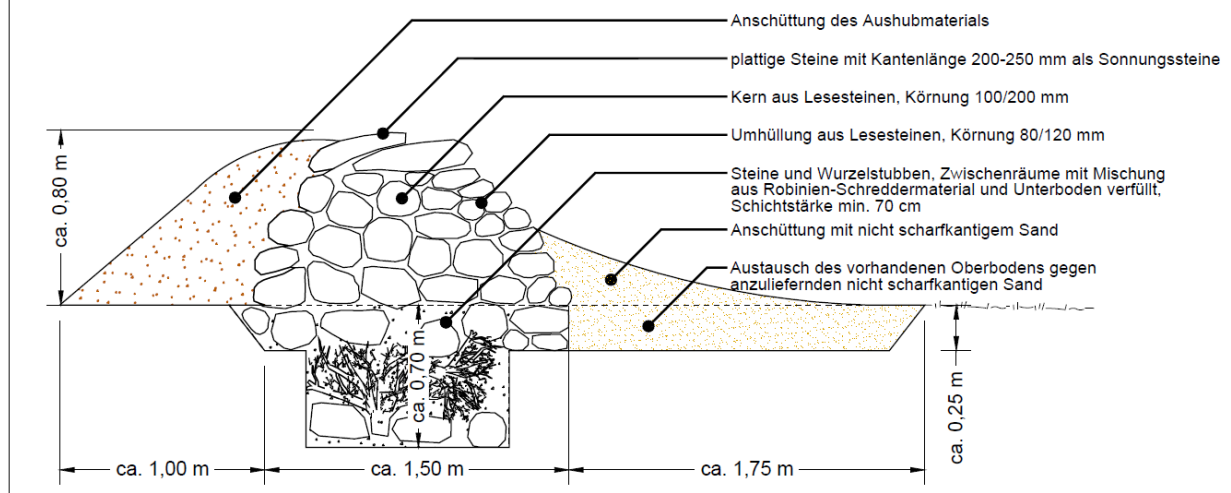 Anschüttung des Aushubmaterials
plattige Steine mit Kantenlänge 200-250 mm als Sonnungssteine
Kern aus Lesesteinen, Körnung 100/200 mm
Umhüllung aus Lesesteinen, Körnung 80/120 mm
Steine und Wurzelstubben, Zwischenräume mit Mischung
aus Robinien-Schreddermaterial und Unterboden verfüllt,
Schichtstärke min. 70 cm
Anschüttung mit nicht scharfkantigem Sand
Austausch des vorhandenen Oberbodens gegen
anzuliefernden nicht scharfkantigen Sand
ca. 0,80 m
ca. 0,70 m
ca. 0,25 m
ca. 1,00 m
ca. 1,50 m
ca. 1,75 m